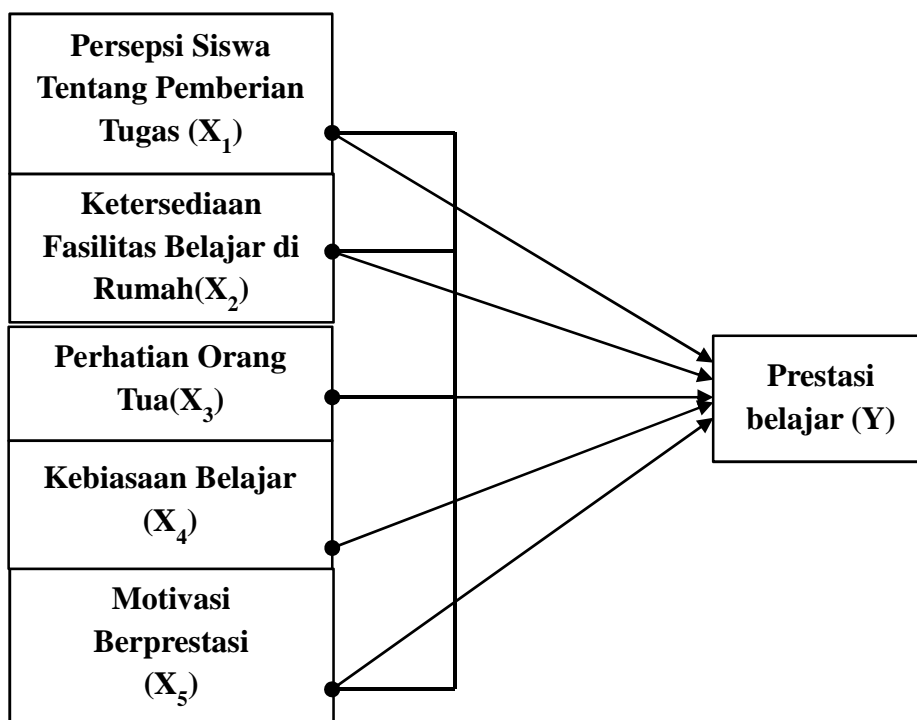 Persepsi Siswa
Tentang Pemberian
Tugas (X₁)
Ketersediaan
Fasilitas Belajar di
Rumah(X₂)
Perhatian Orang
Tua(X₃)
Kebiasaan Belajar
(X₄)
Motivasi
Berprestasi
(X₅)
Prestasi
belajar (Y)